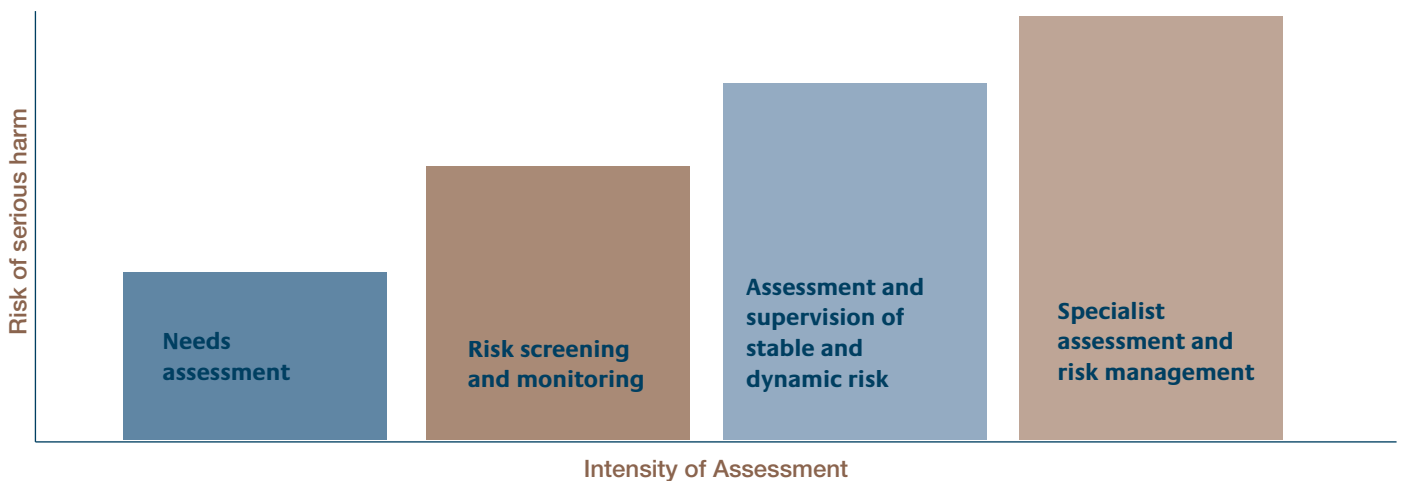 Risk of serious harm
Needs
assessment
Risk screening
and monitoring
Assessment and
supervision of
stable and
dynamic risk
Specialist
assessment and
risk management
Intensity of Assessment